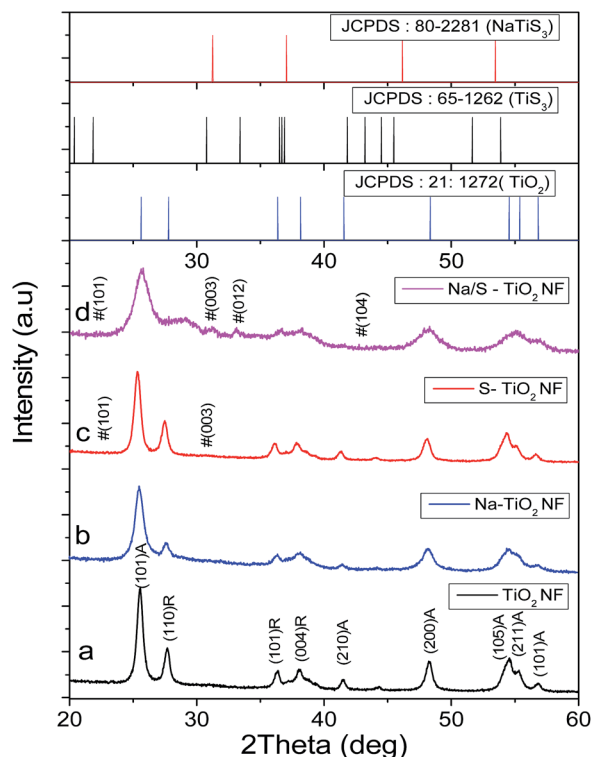 JCPDS : 80-2281 (NaTiS₃)
JCPDS : 65-1262 (TiS₃)
JCPDS : 21: 1272( TiO₂)
30 40 50
d
#(101)
#(003)
#(012)
#(104)
Na/S - TiO₂ NF
c
#(101)
#(003)
S- TiO₂ NF
b
Na-TiO₂ NF
a
(101)A
(110)R
(101)R
(004)R
(210)A
(200)A
(105)A
(211)A
(101)A
TiO₂ NF
20 30 40 50 60
2Theta (deg)
Intensity (a.u)